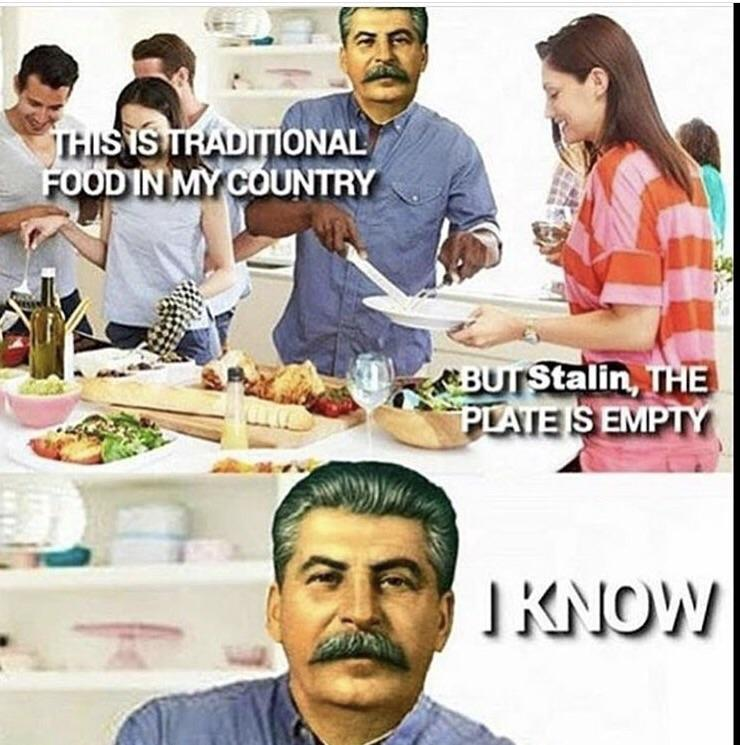 THIS IS TRADITIONAL
FOOD IN MY COUNTRY
BUT Stalin, THE
PLATE IS EMPTY
I KNOW